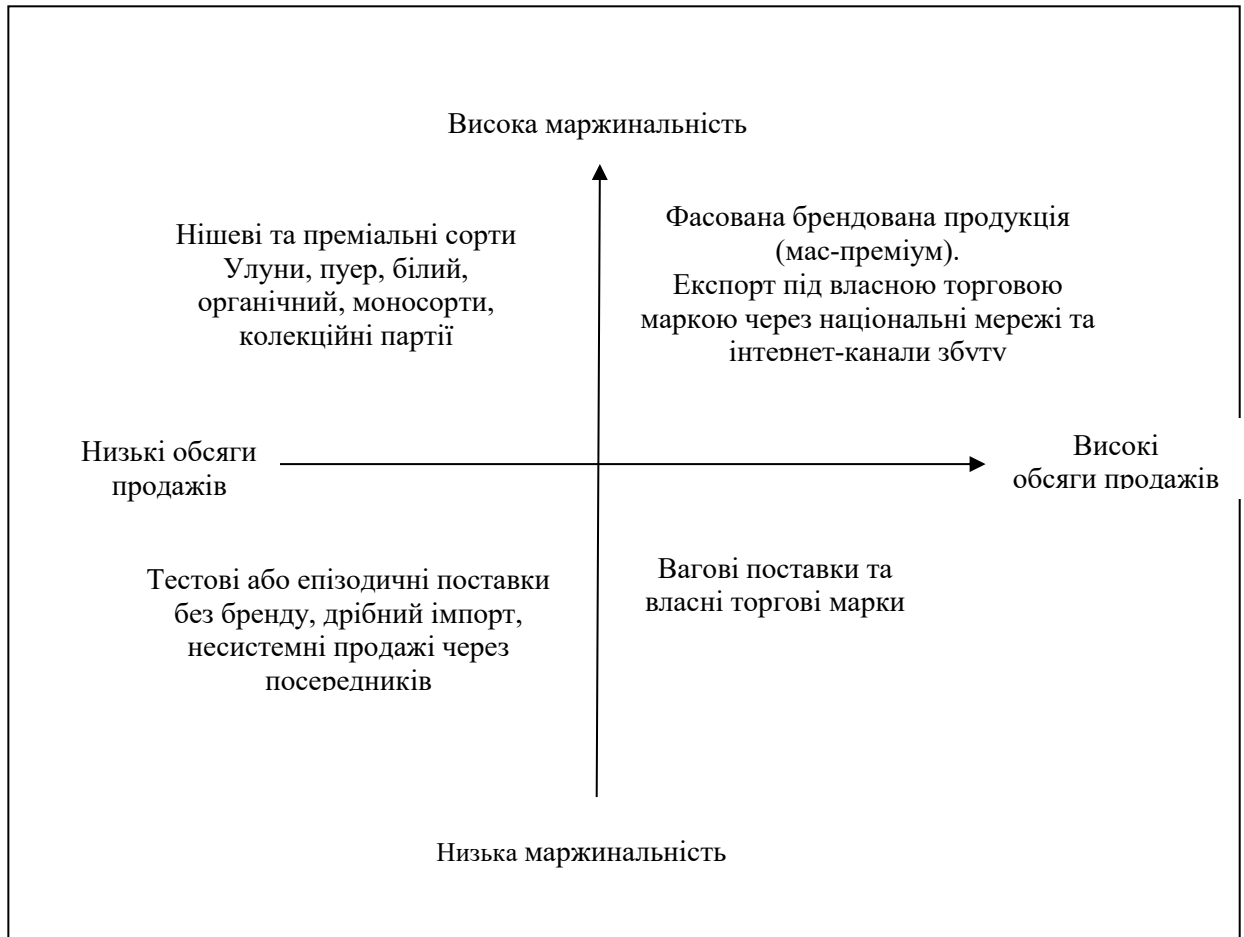 Висока маржинальність
Нішеві та преміальні сорти
Улуни, пуер, білий,
органічний, моносорти,
колекційні партії
Фасована брендована продукція
(мас-преміум).
Експорт під власною торговою
маркою через національні мережі та
інтернет-канали збуту
Низькі обсяги
продажів
Високі
обсяги продажів
Тестові або епізодичні поставки
без бренду, дрібний імпорт,
несистемні продажі через
посередників
Вагові поставки та
власні торгові марки
Низька маржинальність